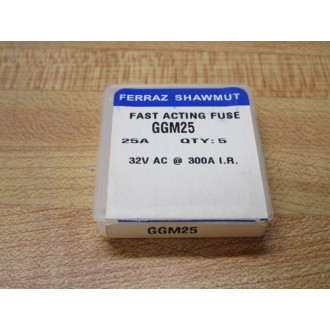 FERRAZ SHAWMUT
FAST ACTING FUSE
GGM25
25A QTY: 5
32V AC @ 300A I.R.
GGM25